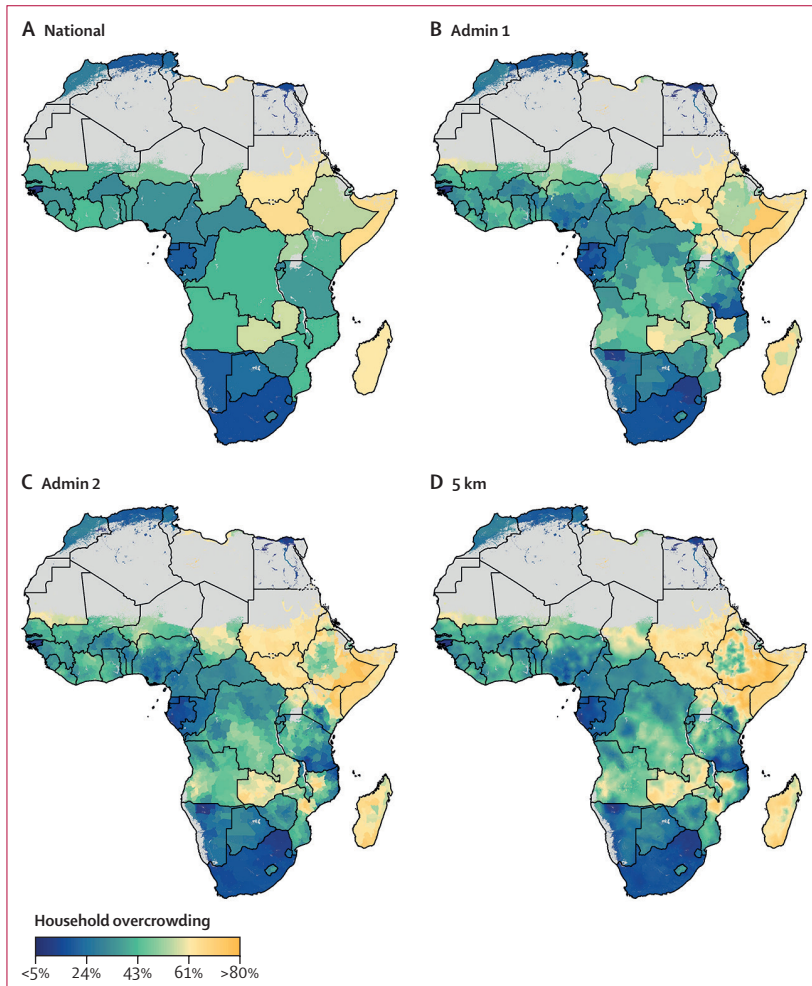 A National
B Admin 1
C Admin 2
D 5 km
Household overcrowding
<5% 24% 43% 61% >80%